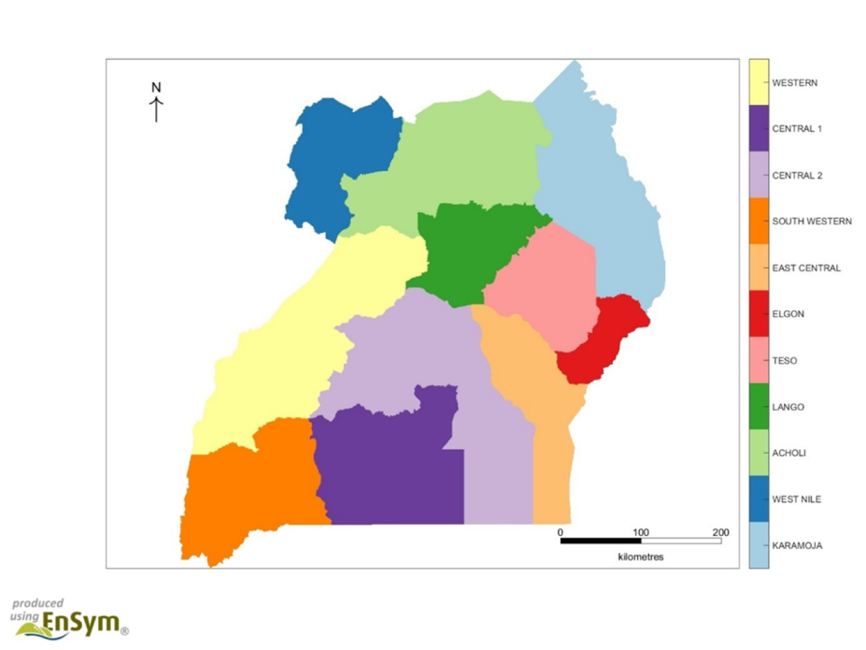 N
WESTERN
CENTRAL 1
CENTRAL 2
SOUTH WESTERN
EAST CENTRAL
ELGON
TESO
LANGO
ACHOLI
WEST NILE
KARAMOJA
0 100 200
kilometres
produced
using EnSym®